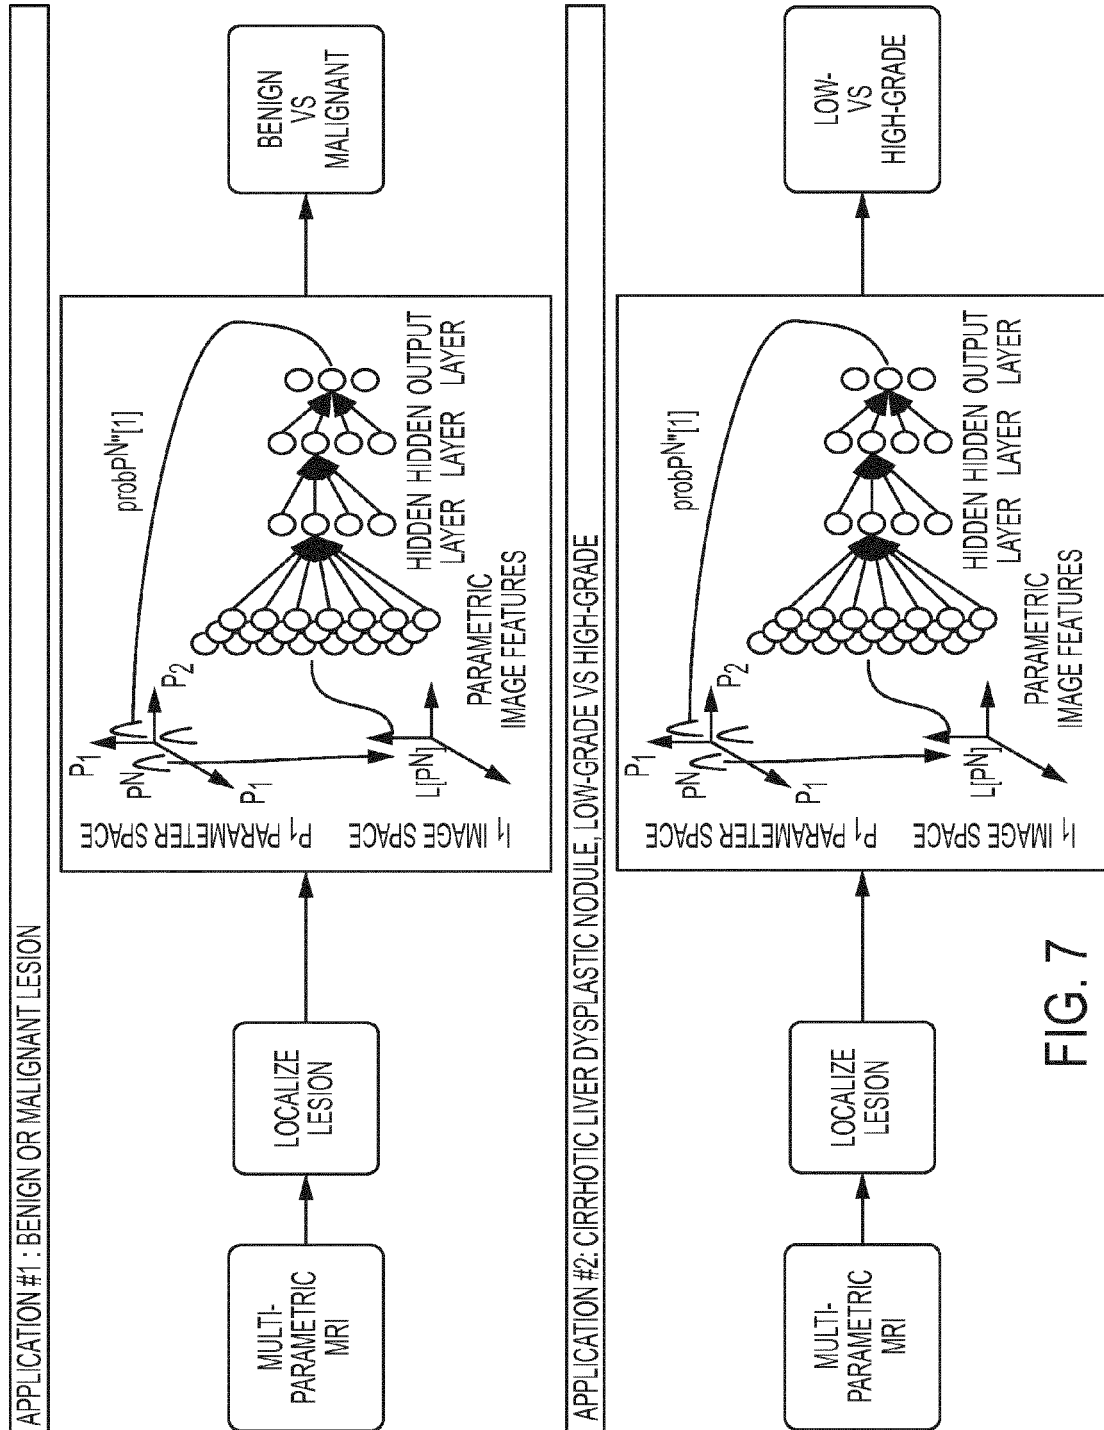 APPLICATION #1 : BENIGN OR MALIGNANT LESION
MULTI-
PARAMETRIC
MRI
LOCALIZE
LESION
P1 PARAMETER SPACE
I1 IMAGE SPACE
P1
PN
P1
P2
L[PN]
probPN"[1]
PARAMETRIC
IMAGE FEATURES
HIDDEN HIDDEN OUTPUT
LAYER LAYER LAYER
BENIGN
VS
MALIGNANT
APPLICATION #2: CIRRHOTIC LIVER DYSPLASTIC NODULE, LOW-GRADE VS HIGH-GRADE
MULTI-
PARAMETRIC
MRI
LOCALIZE
LESION
P1 PARAMETER SPACE
I1 IMAGE SPACE
P1
PN
P1
P2
L[PN]
probPN"[1]
PARAMETRIC
IMAGE FEATURES
HIDDEN HIDDEN OUTPUT
LAYER LAYER LAYER
LOW-
VS
HIGH-GRADE
FIG. 7